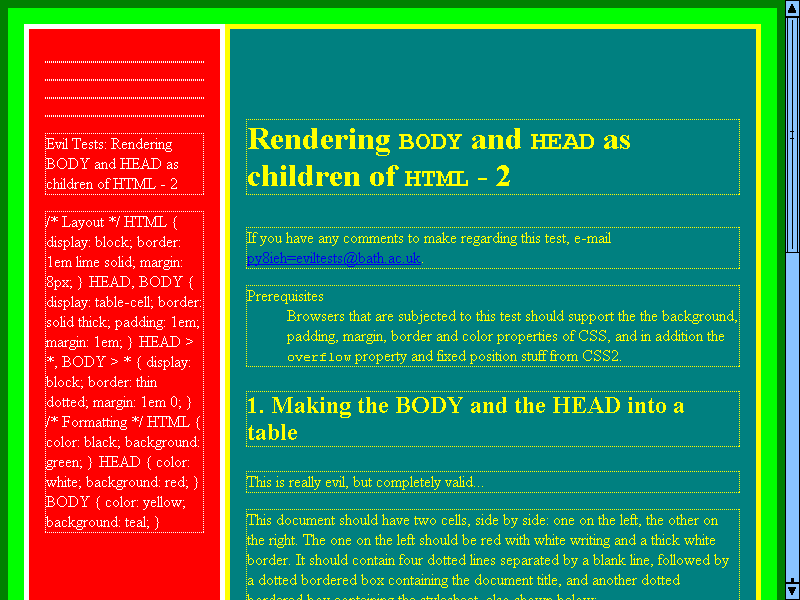 Evil Tests: Rendering
BODY and HEAD as
children of HTML - 2
/* Layout */ HTML {
display: block; border:
1em lime solid; margin:
8px; } HEAD, BODY {
display: table-cell; border:
solid thick; padding: 1em;
margin: 1em; } HEAD >
*, BODY > * { display:
block; border: thin
dotted; margin: 1em 0; }
/* Formatting */ HTML {
color: black; background:
green; } HEAD { color:
white; background: red; }
BODY { color: yellow;
background: teal; }
Rendering BODY and HEAD as
children of HTML - 2
If you have any comments to make regarding this test, e-mail
py8ieh=eviltests@bath.ac.uk.
Prerequisites
Browsers that are subjected to this test should support the the background,
padding, margin, border and color properties of CSS, and in addition the
overflow property and fixed position stuff from CSS2.
1. Making the BODY and the HEAD into a
table
This is really evil, but completely valid...
This document should have two cells, side by side: one on the left, the other on
the right. The one on the left should be red with white writing and a thick white
border. It should contain four dotted lines separated by a blank line, followed by
a dotted bordered box containing the document title, and another dotted
bordered box containing the stylesheet, also shown below: